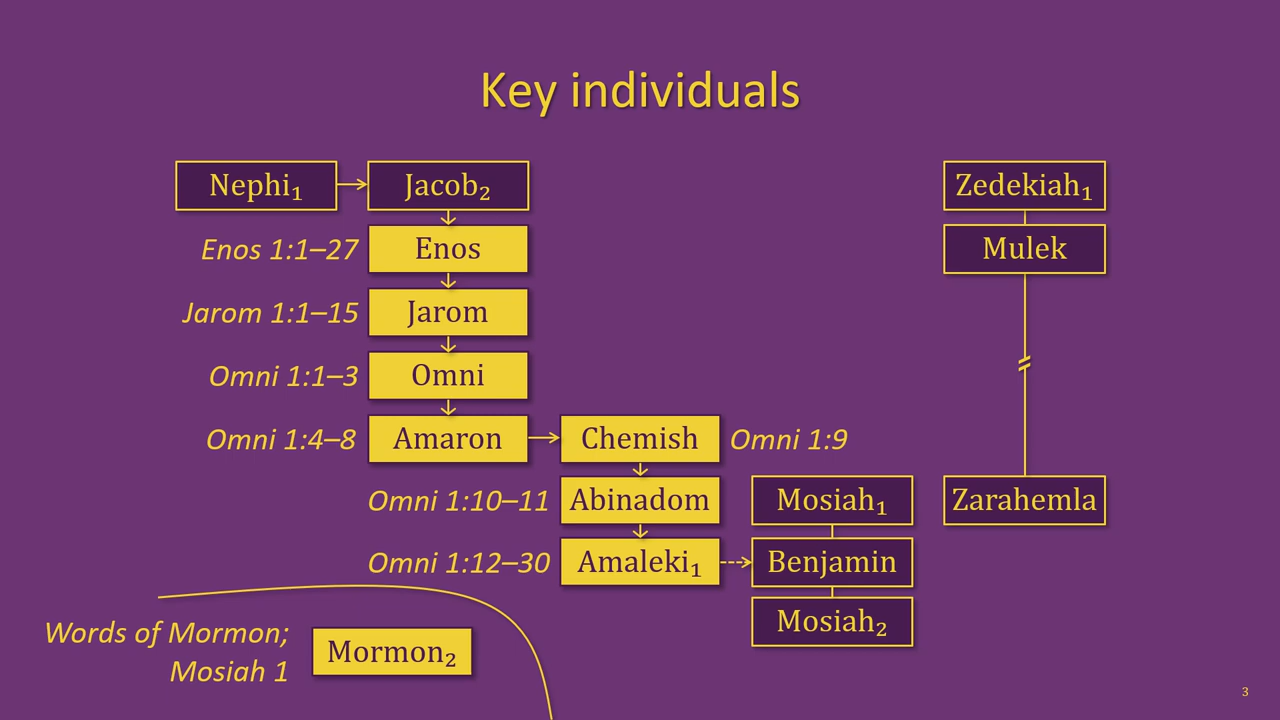 Key individuals
Nephi₁
Jacob₂
Zedekiah₁
Enos 1:1–27
Enos
Mulek
Jarom 1:1–15
Jarom
Omni 1:1–3
Omni
Omni 1:4–8
Amaron
Chemish
Omni 1:9
Omni 1:10–11
Abinadom
Mosiah₁
Zarahemla
Omni 1:12–30
Amaleki₁
Benjamin
Mosiah₂
Words of Mormon;
Mosiah 1
Mormon₂
3